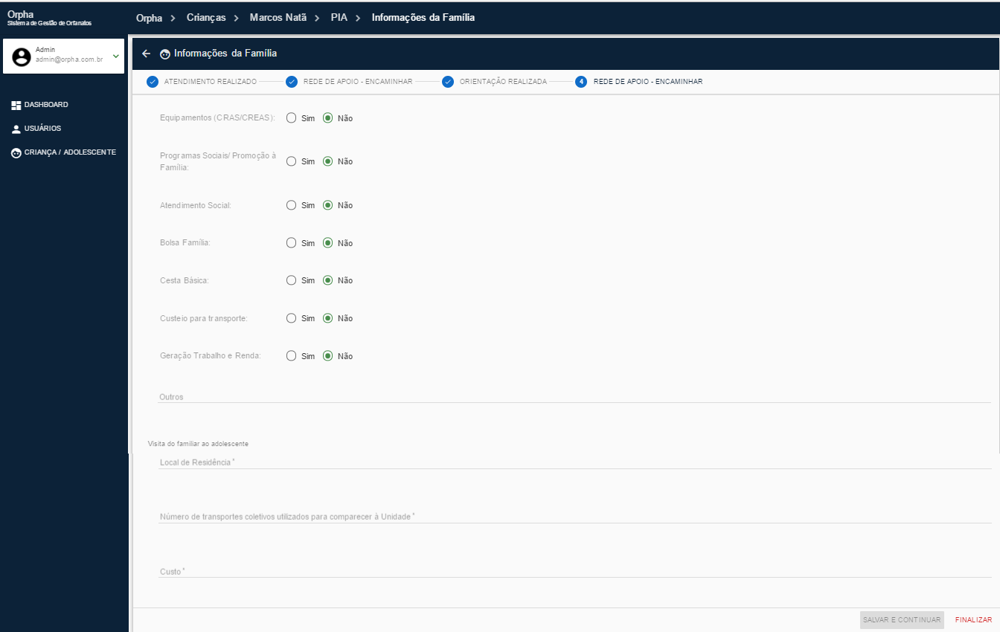 Orpha
Sistema de Gestão de Orfanatos
Orpha > Crianças > Marcos Natã > PIA > Informações da Família
Admin
admin@orpha.com.br
DASHBOARD
USUÁRIOS
CRIANÇA / ADOLESCENTE
Informações da Família
ATENDIMENTO REALIZADO
REDE DE APOIO - ENCAMINHAR
ORIENTAÇÃO REALIZADA
4 REDE DE APOIO - ENCAMINHAR
Equipamentos (CRAS/CREAS): Sim Não
Programas Sociais/ Promoção à
Família: Sim Não
Atendimento Social: Sim Não
Bolsa Família: Sim Não
Cesta Básica: Sim Não
Custeio para transporte: Sim Não
Geração Trabalho e Renda: Sim Não
Outros
Visita do familiar ao adolescente
Local de Residência *
Número de transportes coletivos utilizados para comparecer à Unidade *
Custo *
SALVAR E CONTINUAR
FINALIZAR